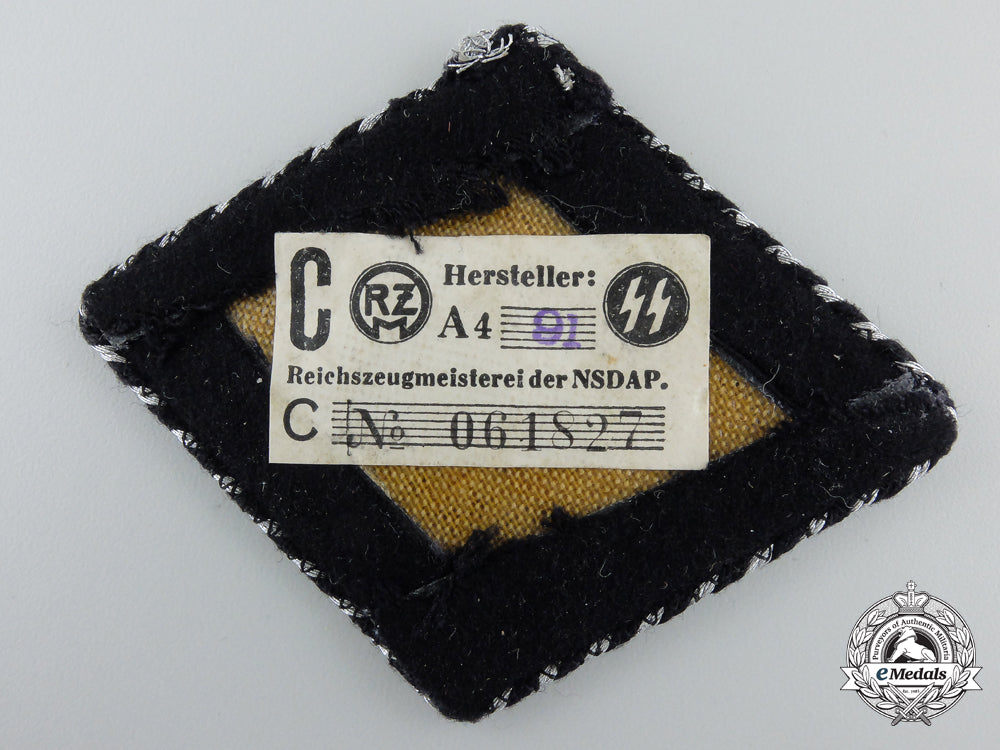 C RZM Hersteller:
A4 91
Reichszeugmeisterei der NSDAP.
C № 061827
Purveyors of Authentic Militaria
eMedals